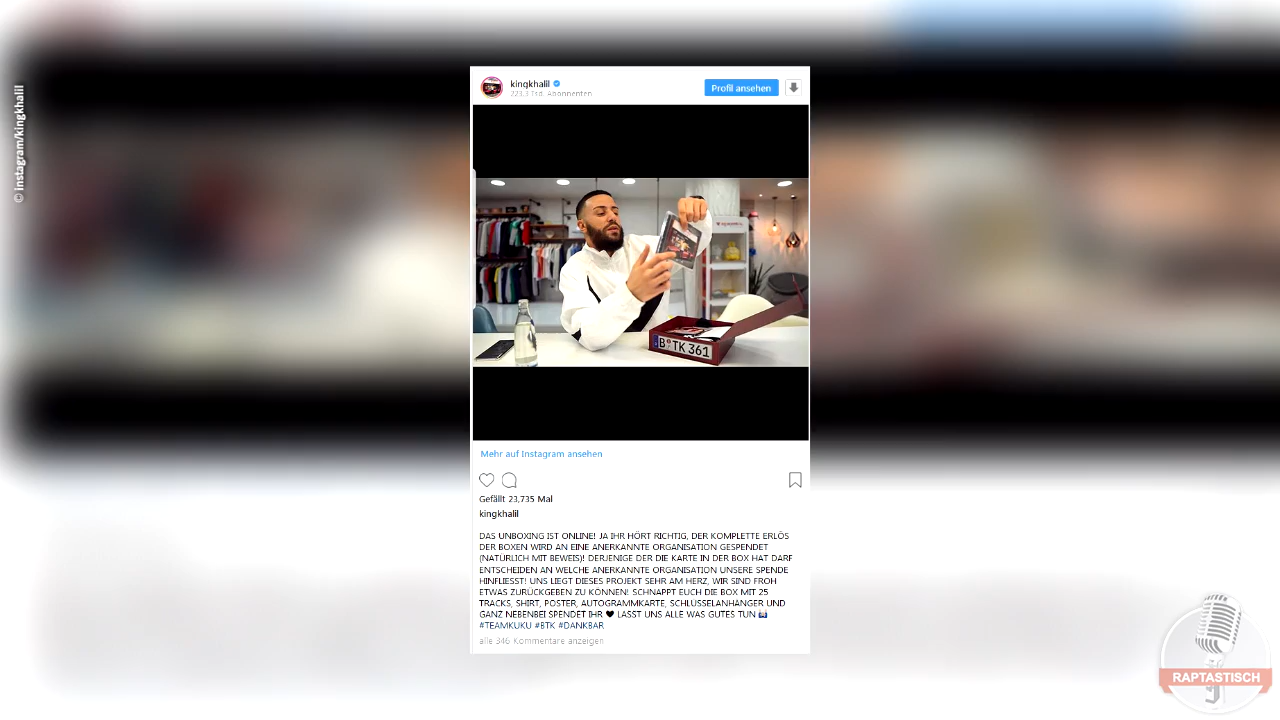 © instagram/kingkhalil
kingkhalil
223.3 Tsd. Abonnenten
Profil ansehen
B TK 361
Mehr auf Instagram ansehen
Gefällt 23,735 Mal
kingkhalil
DAS UNBOXING IST ONLINE! JA IHR HÖRT RICHTIG, DER KOMPLETTE ERLÖS
DER BOXEN WIRD AN EINE ANERKANNTE ORGANISATION GESPENDET
(NATÜRLICH MIT BEWEIS)! DERJENIGE DER DIE KARTE IN DER BOX HAT DARF
ENTSCHEIDEN AN WELCHE ANERKANNTE ORGANISATION UNSERE SPENDE
HINFLIESST! UNS LIEGT DIESES PROJEKT SEHR AM HERZ, WIR SIND FROH
ETWAS ZURÜCKGEBEN ZU KÖNNEN! SCHNAPPT EUCH DIE BOX MIT 25
TRACKS, SHIRT, POSTER, AUTOGRAMMKARTE, SCHLÜSSELANHÄNGER UND
GANZ NEBENBEI SPENDET IHR 🖤 LASST UNS ALLE WAS GUTES TUN 🤲🏻
#TEAMKUKU #BTK #DANKBAR
alle 346 Kommentare anzeigen
RAPTASTISCH